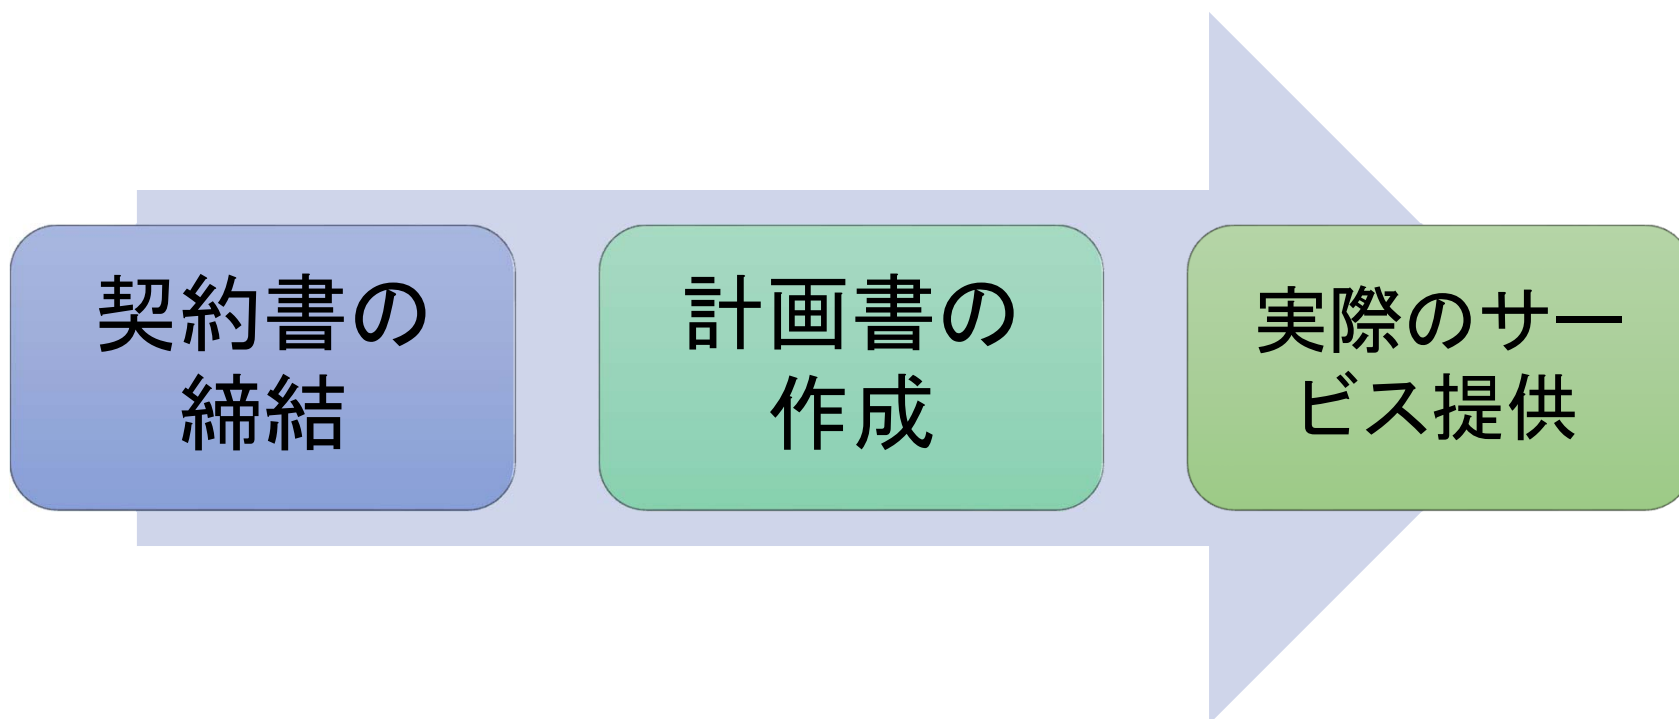 契約書の
締結
計画書の
作成
実際のサー
ビス提供